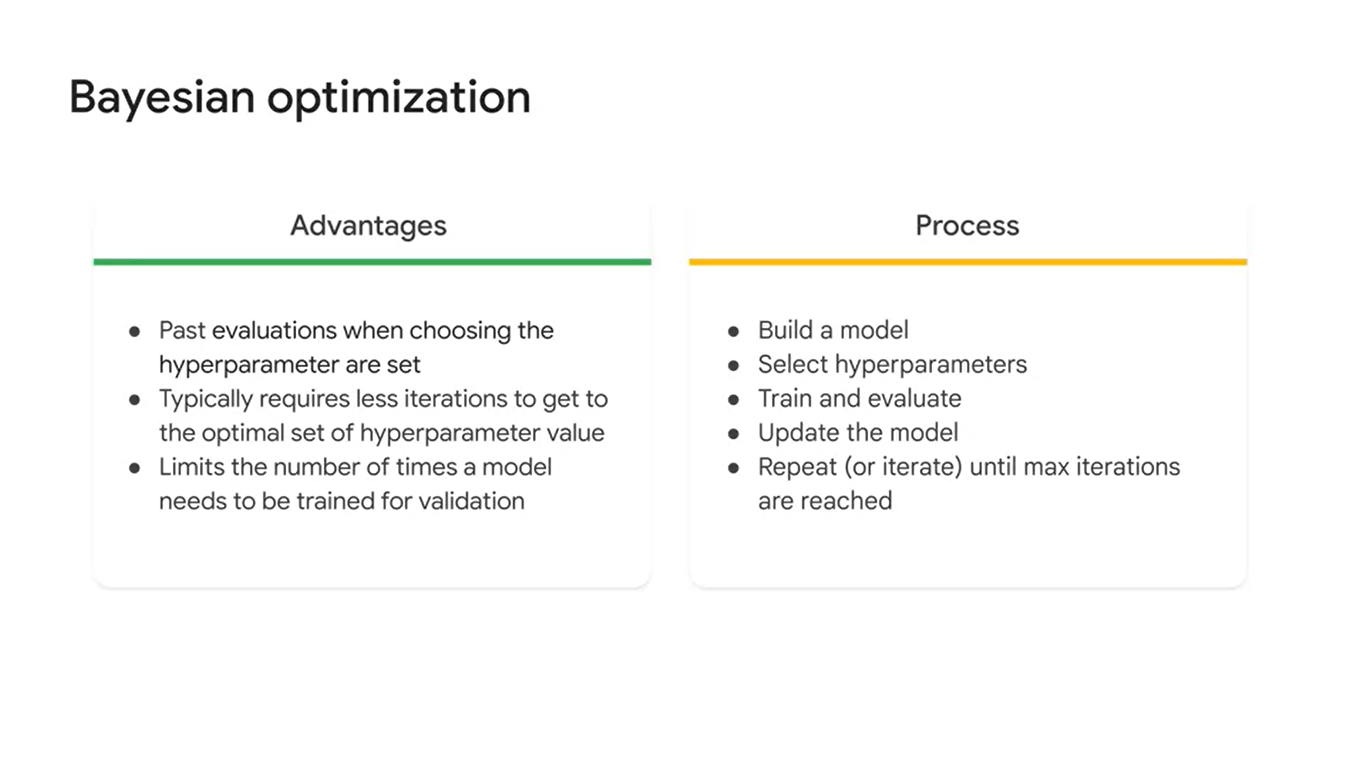 Bayesian optimization
Advantages
● Past evaluations when choosing the
hyperparameter are set
● Typically requires less iterations to get to
the optimal set of hyperparameter value
● Limits the number of times a model
needs to be trained for validation
Process
● Build a model
● Select hyperparameters
● Train and evaluate
● Update the model
● Repeat (or iterate) until max iterations
are reached